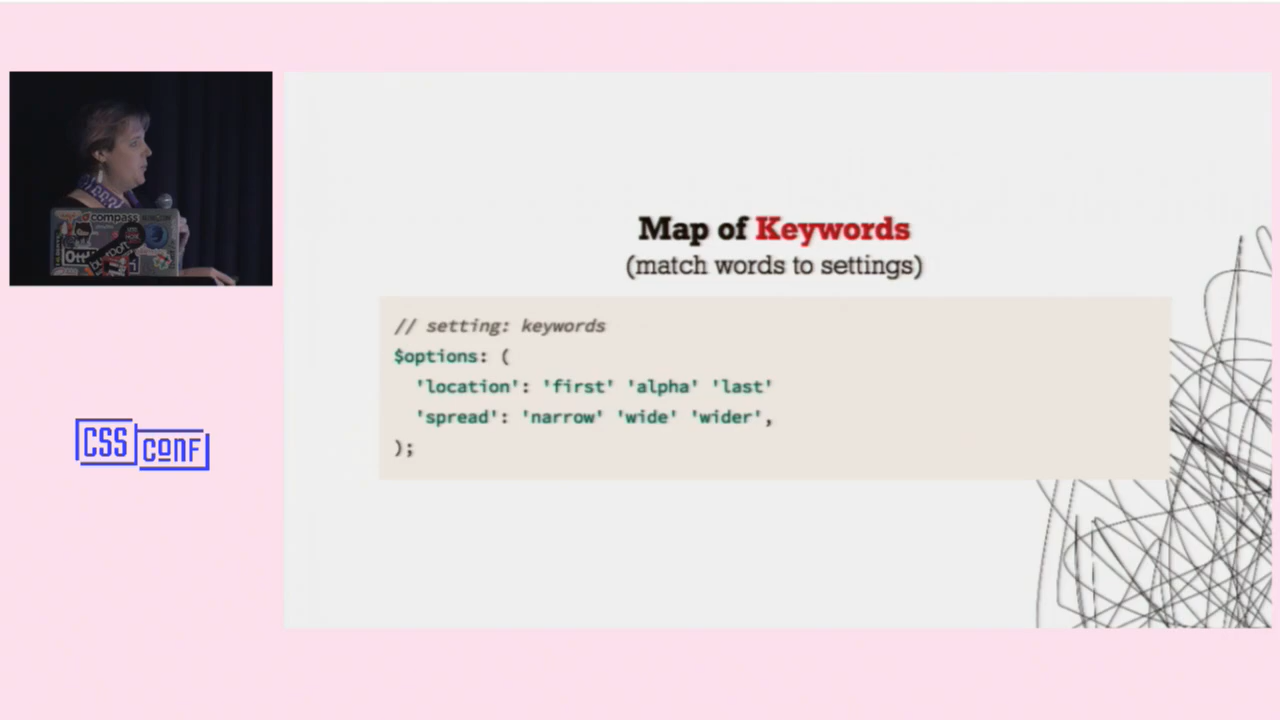 compass
Map of Keywords
(match words to settings)
// setting: keywords
$options: (
'location': 'first' 'alpha' 'last'
'spread': 'narrow' 'wide' 'wider',
);
CSS
CONF